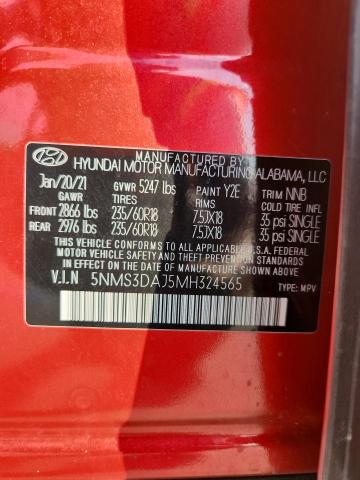 MANUFACTURED BY
HYUNDAI MOTOR MANUFACTURING ALABAMA, LLC
Jan/20/21 GVWR 5247 lbs PAINT Y2E TRIM NNB
GAWR TIRES RIMS COLD TIRE INFL
FRONT 2866 lbs 235/60R18 7.5JX18 35 psi SINGLE
REAR 2976 lbs 235/60R18 7.5JX18 35 psi SINGLE
THIS VEHICLE CONFORMS TO ALL APPLICABLE U.S.A. FEDERAL
MOTOR VEHICLE SAFETY STANDARDS IN EFFECT ON THE
DATE OF MANUFACTURE SHOWN ABOVE.
V.I.N 5NMS3DAJ5MH324565 TYPE: MPV